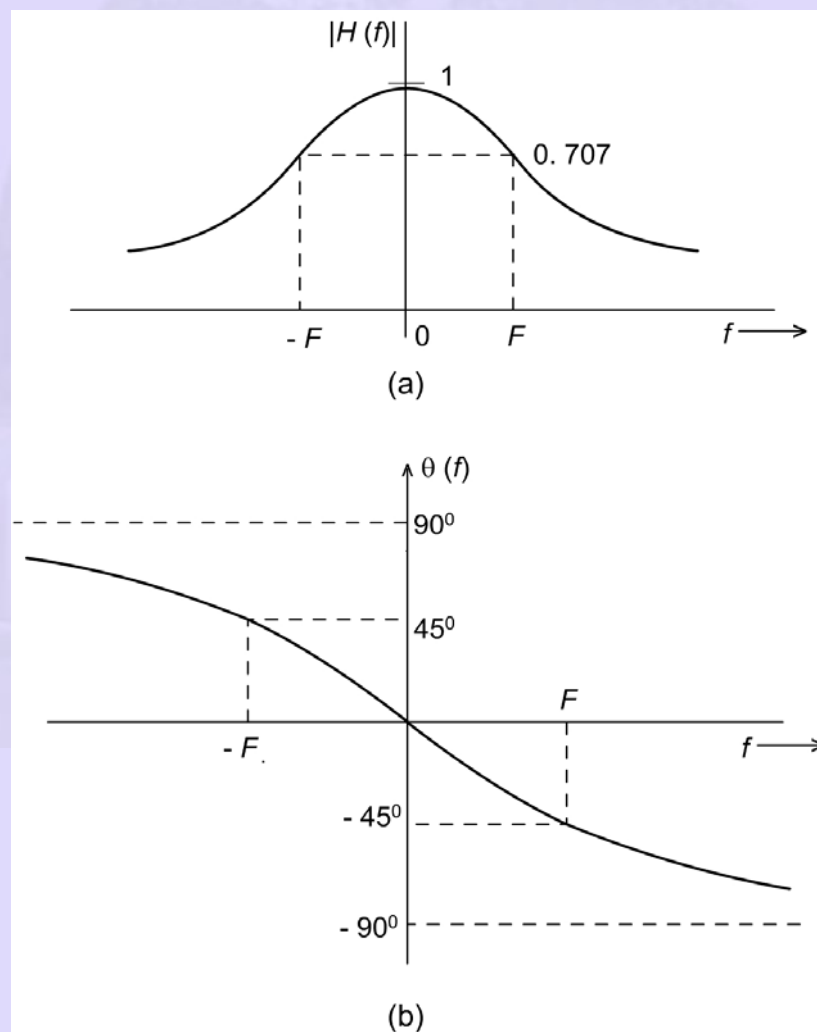 |H (f)|
1
0. 707
- F 0 F f
(a)
θ (f)
90⁰
45⁰
F
- F . f
- 45⁰
- 90⁰
(b)